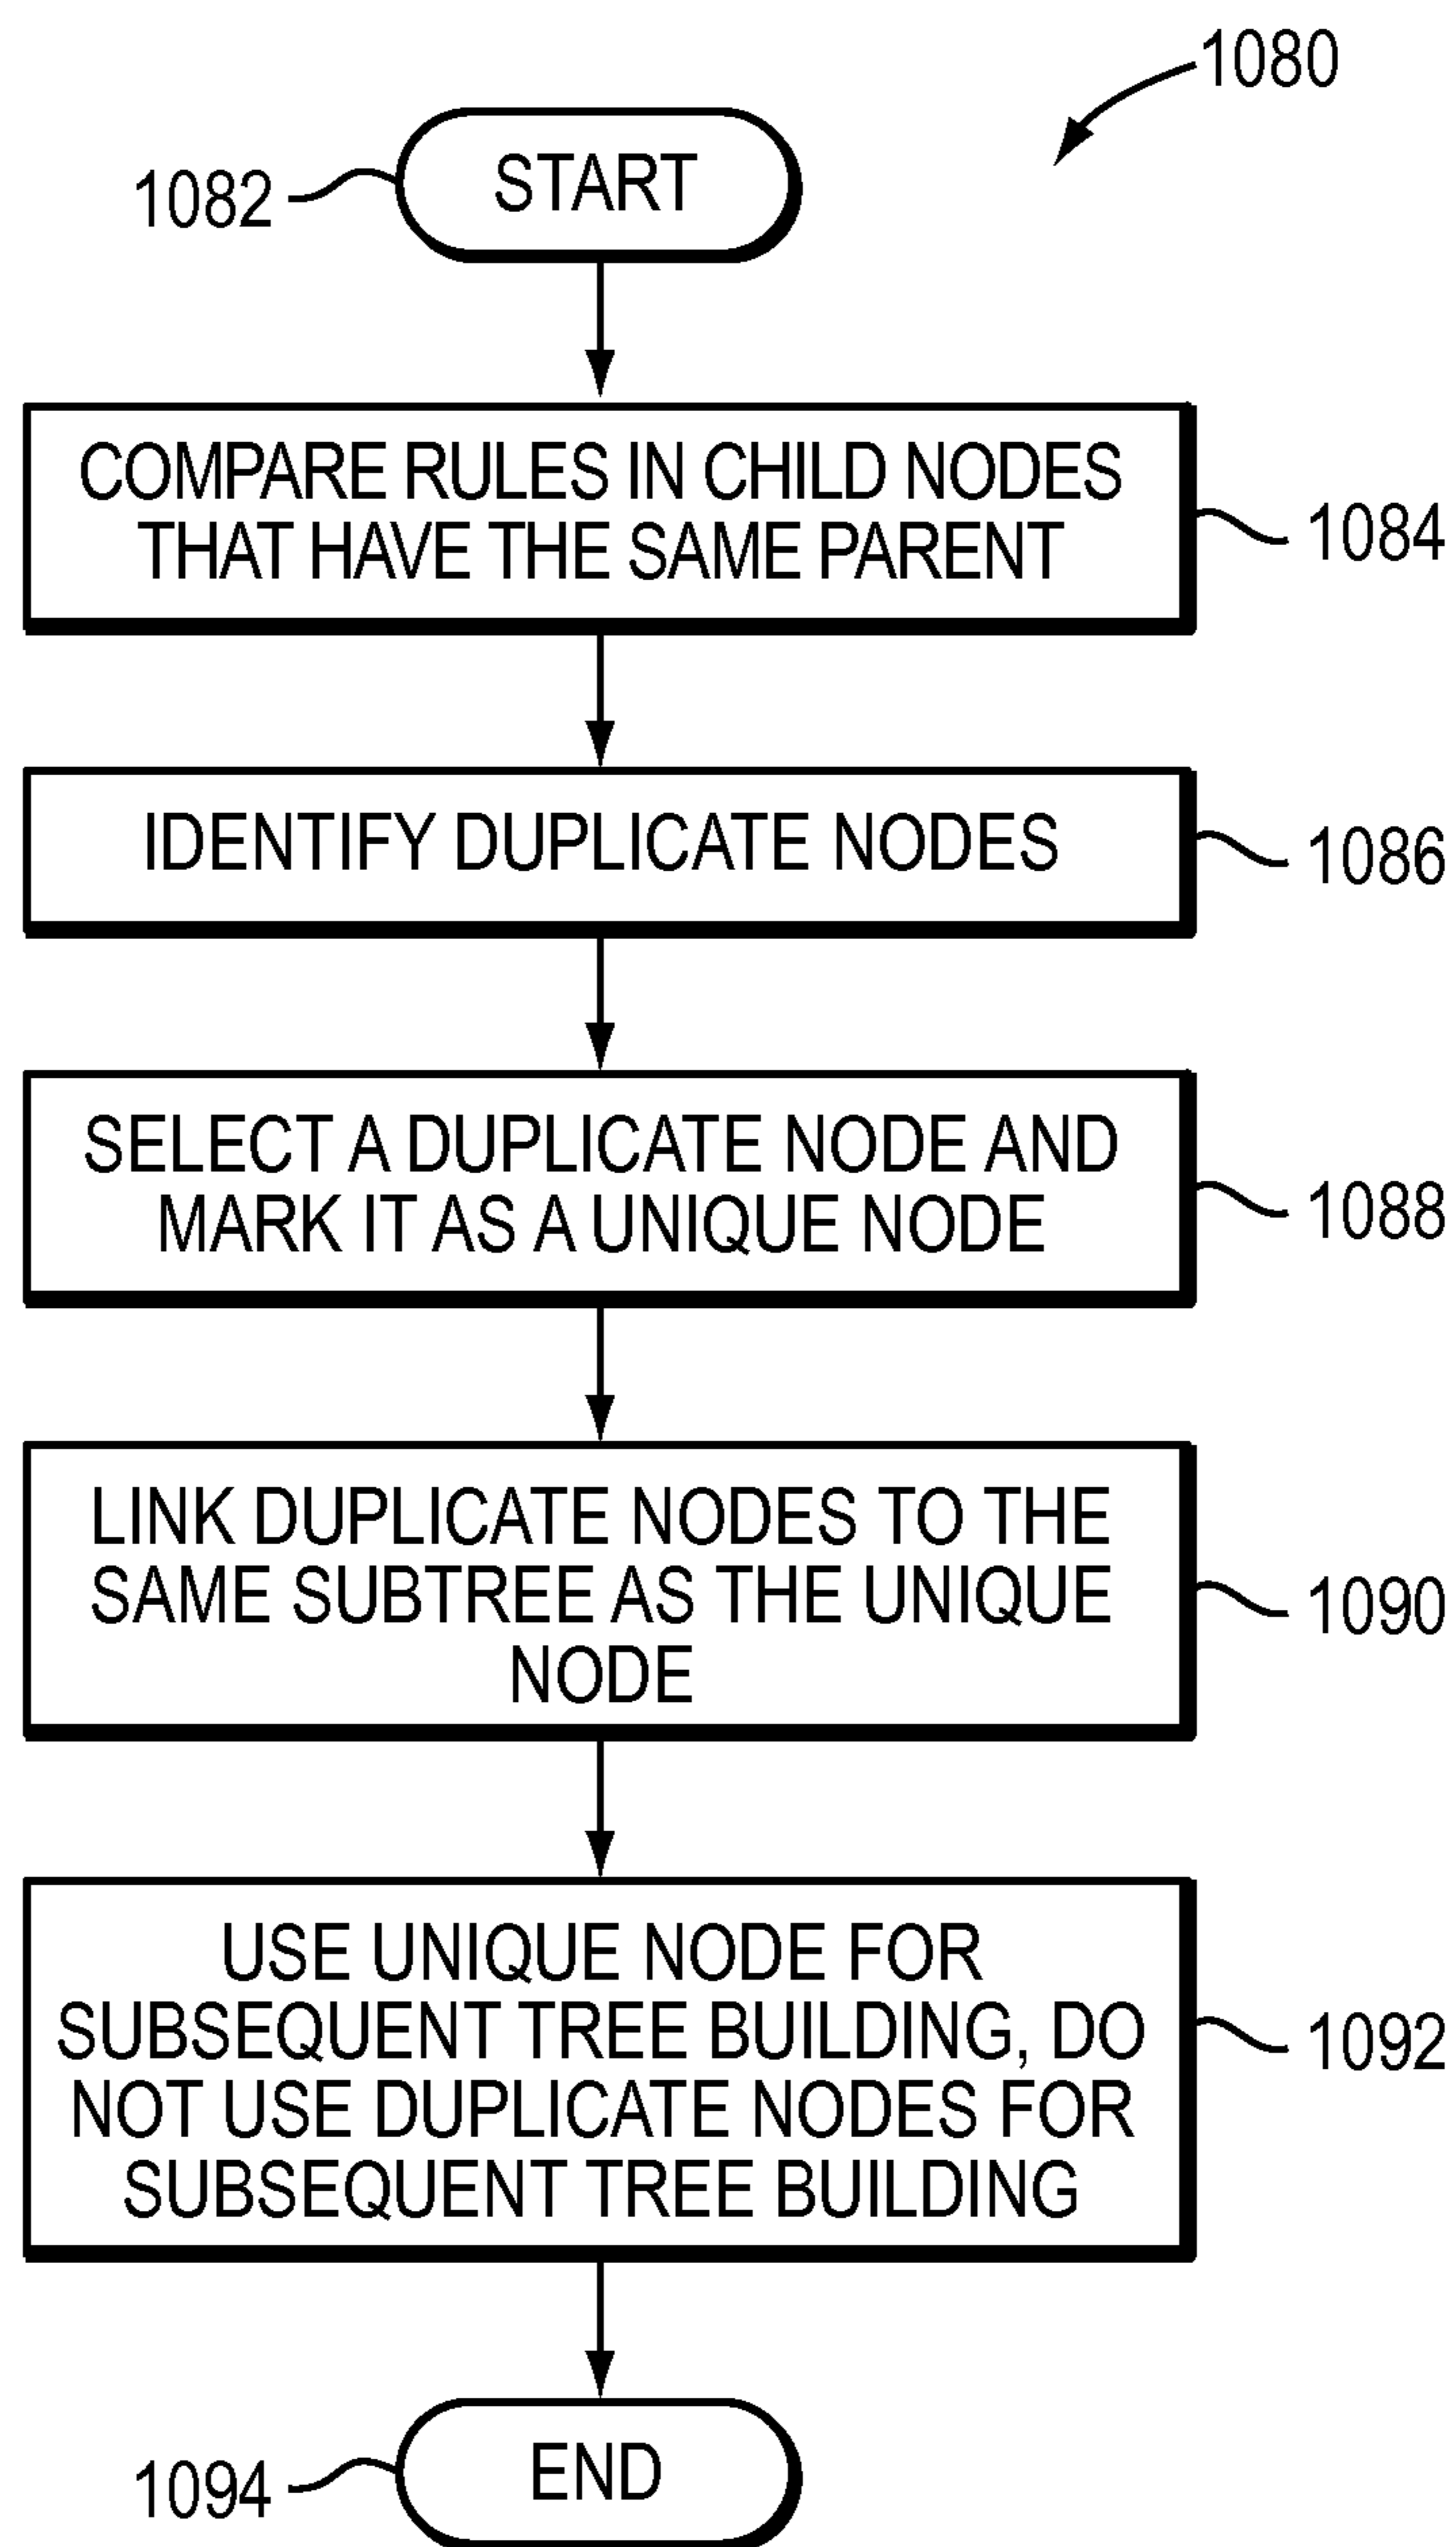 1080
1082
START
COMPARE RULES IN CHILD NODES
THAT HAVE THE SAME PARENT
1084
IDENTIFY DUPLICATE NODES
1086
SELECT A DUPLICATE NODE AND
MARK IT AS A UNIQUE NODE
1088
LINK DUPLICATE NODES TO THE
SAME SUBTREE AS THE UNIQUE
NODE
1090
USE UNIQUE NODE FOR
SUBSEQUENT TREE BUILDING, DO
NOT USE DUPLICATE NODES FOR
SUBSEQUENT TREE BUILDING
1092
END
1094